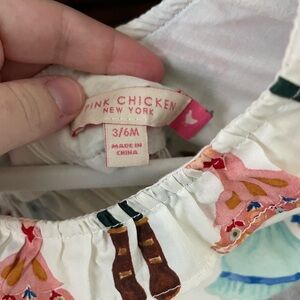 PINK CHICKEN
NEW YORK
3/6M
MADE IN
CHINA